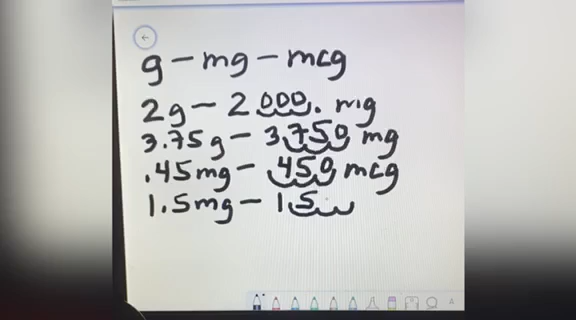 g - mg - mcg
2g - 2000. mg
3.75g - 3750 mg
.45mg - 450 mcg
1.5mg - 15